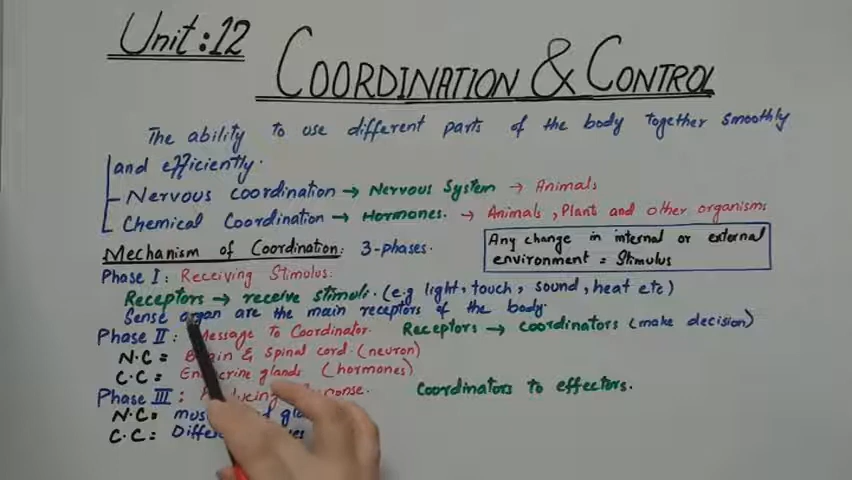 Unit:12
COORDINATION & CONTROL
The ability to use different parts of the body together smoothly
and efficiently.
Nervous coordination → Nervous System → Animals
Chemical Coordination → Hormones. → Animals, Plant and other organisms
Mechanism of Coordination: 3-phases.
Any change in internal or external
environment = Stimulus
Phase I: Receiving Stimulus.
Receptors → receive stimuli. (e.g light, touch, sound, heat etc)
Sense organ are the main receptors of the body.
Phase II: Message to Coordinator. Receptors → coordinators (make decision)
N.C = & Spinal cord. (neuron)
C.C = glands (hormones)
Phase III: Coordinators to effectors.
N.C =
C.C =